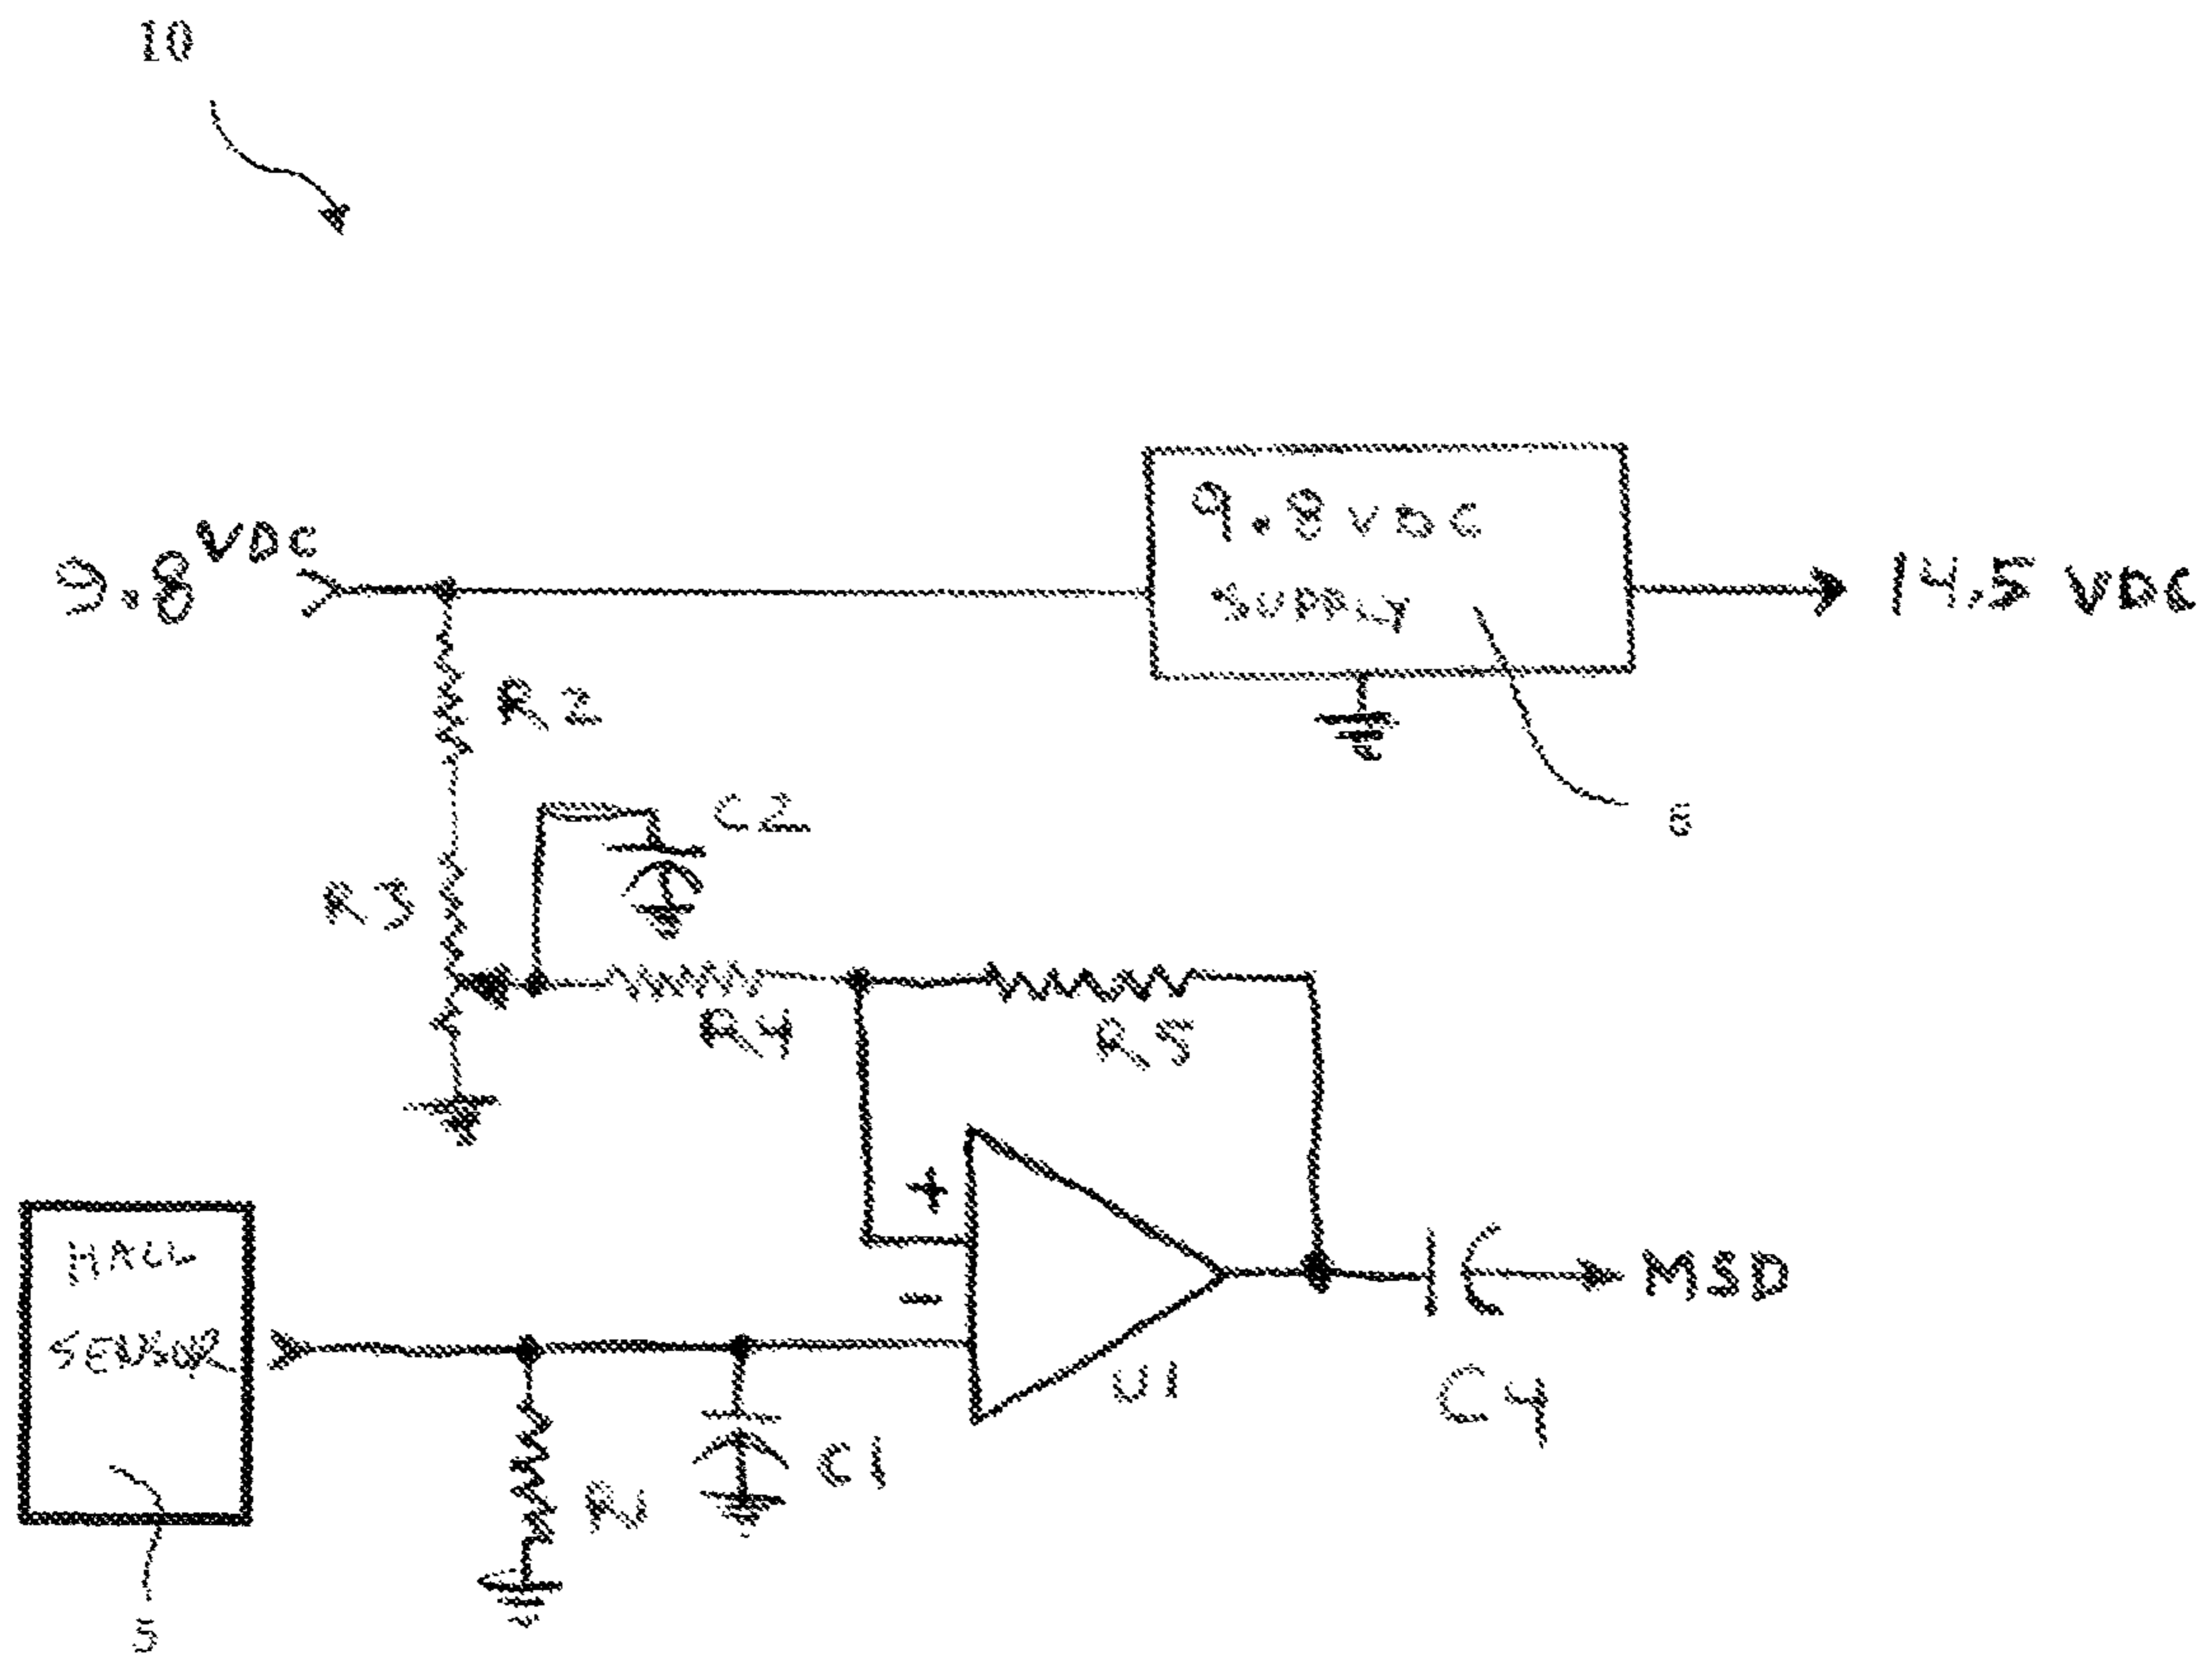 10
9.8 VDC
9.8 VDC
SUPPLY
14.5 VDC
R2
C2
6
R3
R4
R5
+
HALL
SENSOR
-
MSD
U1
C4
C1
5